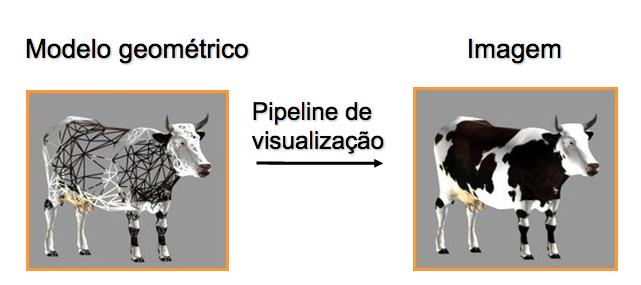 Modelo geométrico
Imagem
Pipeline de
visualização